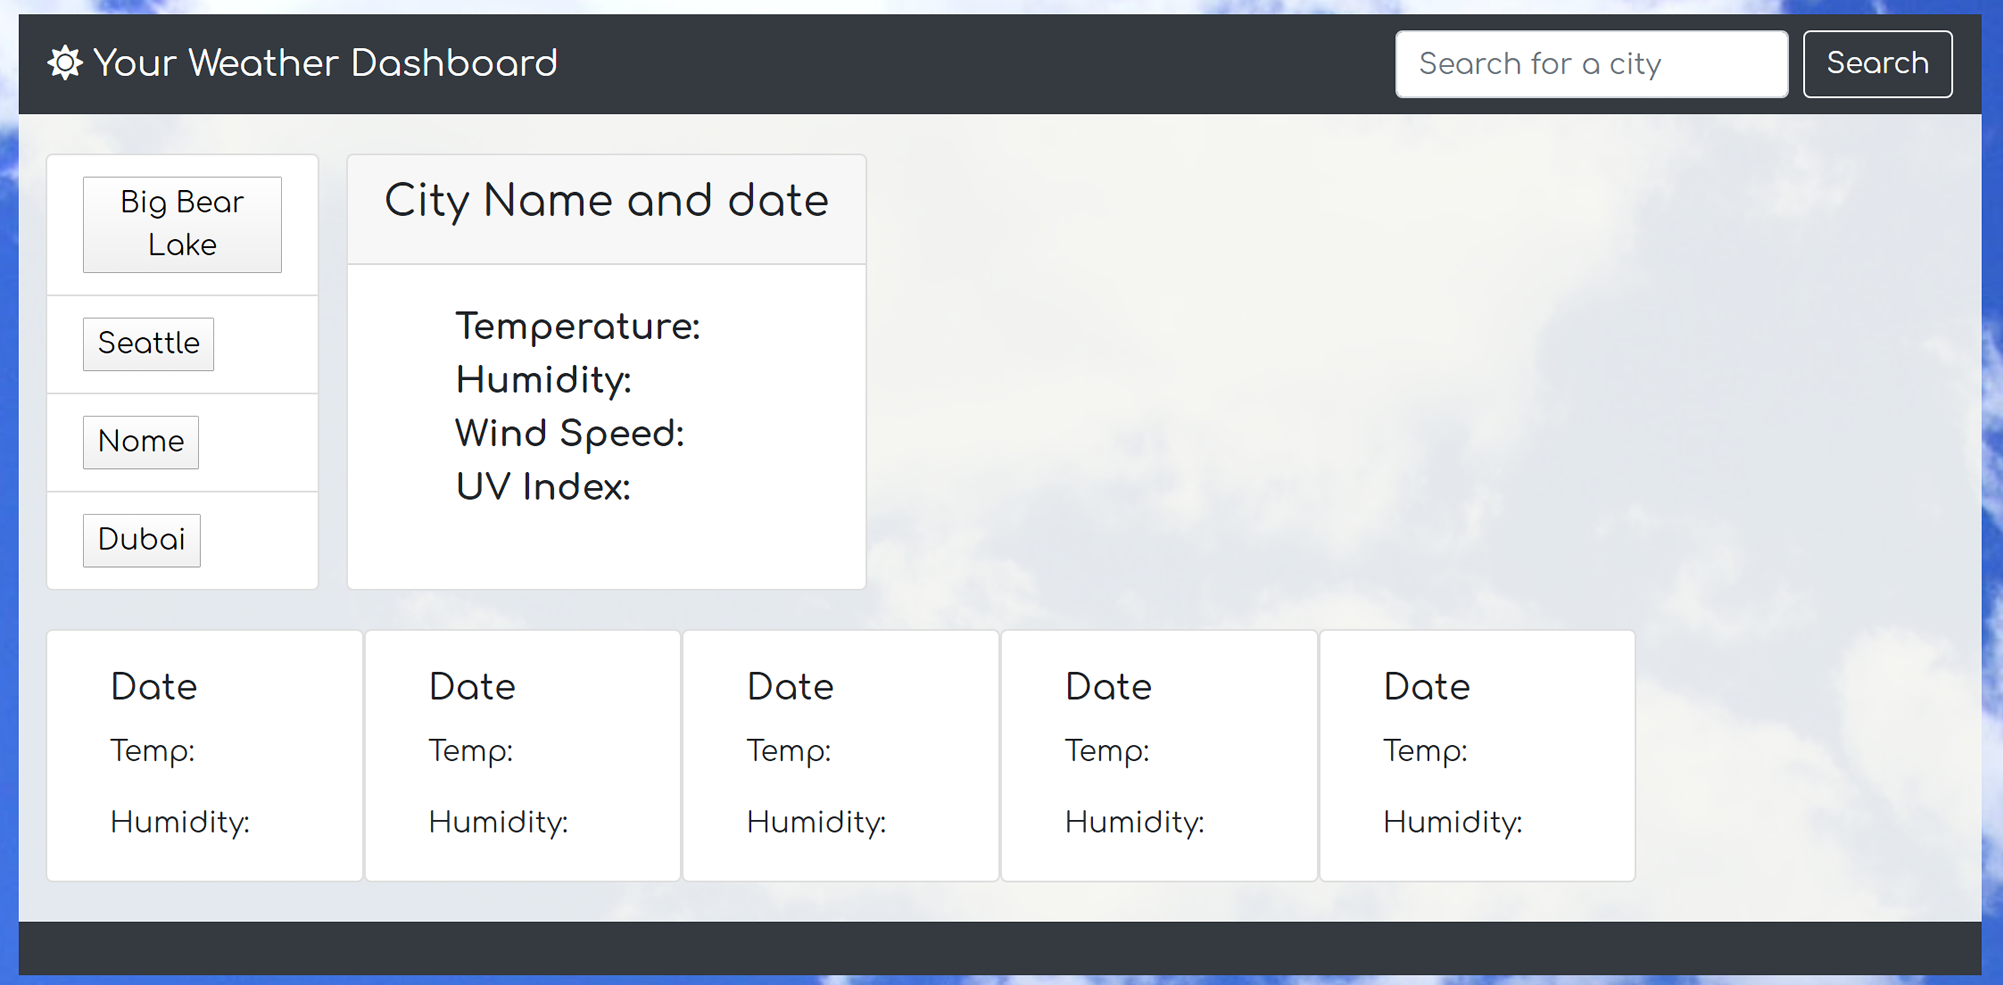 Your Weather Dashboard
Search for a city
Search
Big Bear
Lake
Seattle
Nome
Dubai
City Name and date
Temperature:
Humidity:
Wind Speed:
UV Index:
Date
Temp:
Humidity:
Date
Temp:
Humidity:
Date
Temp:
Humidity:
Date
Temp:
Humidity:
Date
Temp:
Humidity: